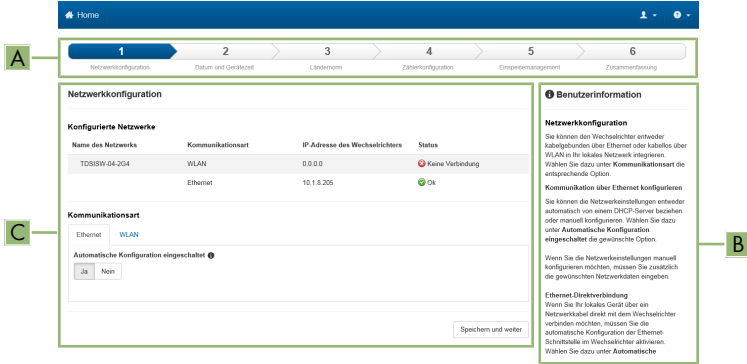 Home
1 2 3 4 5 6
Netzwerkkonfiguration Datum und Gerätezeit Ländernorm Zählerkonfiguration Einspeisemanagement Zusammenfassung
A
Netzwerkkonfiguration
Konfigurierte Netzwerke
Name des Netzwerks Kommunikationsart IP-Adresse des Wechselrichters Status
TDSISW-04-2G4 WLAN 0.0.0.0 Keine Verbindung
Ethernet 10.1.8.205 Ok
Kommunikationsart
Ethernet WLAN
Automatische Konfiguration eingeschaltet
Ja Nein
Speichern und weiter
C
Benutzerinformation
Netzwerkkonfiguration
Sie können den Wechselrichter entweder
kabelgebunden über Ethernet oder kabellos über
WLAN in Ihr lokales Netzwerk integrieren.
Wählen Sie dazu unter Kommunikationsart die
entsprechende Option.
Kommunikation über Ethernet konfigurieren
Sie können die Netzwerkeinstellungen entweder
automatisch von einem DHCP-Server beziehen
oder manuell konfigurieren. Wählen Sie dazu
unter Automatische Konfiguration
eingeschaltet die gewünschte Option.
Wenn Sie die Netzwerkeinstellungen manuell
konfigurieren möchten, müssen Sie zusätzlich
die gewünschten Netzwerkdaten eingeben.
Ethernet-Direktverbindung
Wenn Sie Ihr lokales Gerät über ein
Netzwerkkabel direkt mit dem Wechselrichter
verbinden möchten, müssen Sie die
automatische Konfiguration der Ethernet-
Schnittstelle im Wechselrichter aktivieren.
Wählen Sie dazu unter Automatische
B